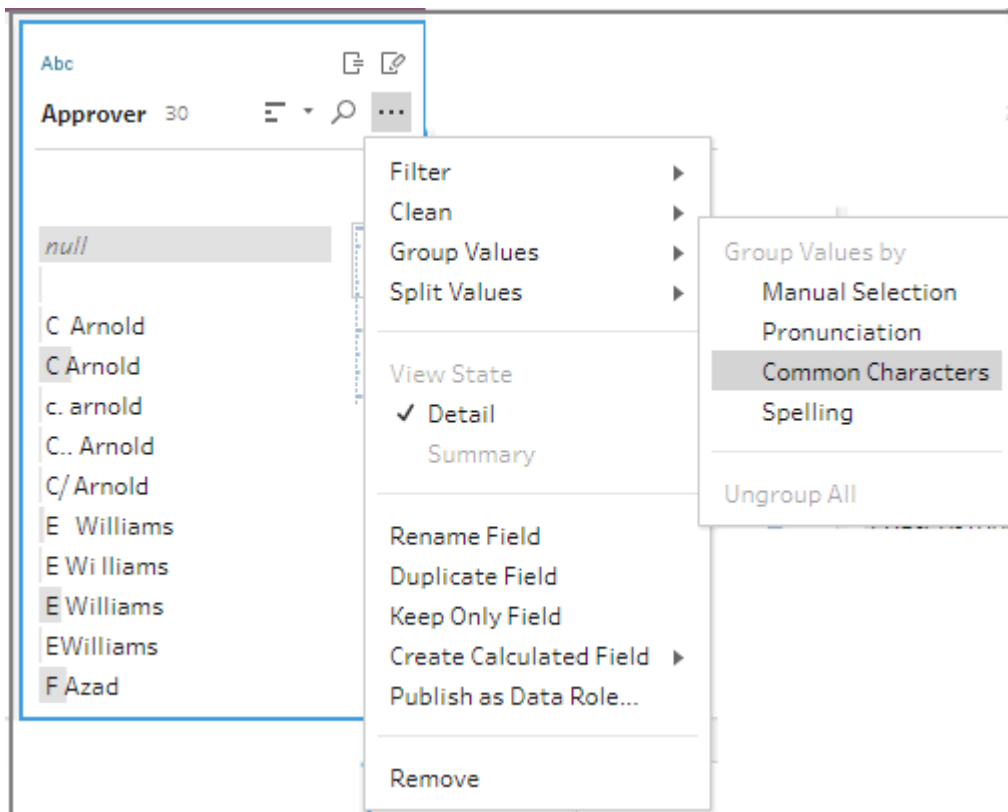 Abc
Approver 30
null
C  Arnold
C Arnold
c. arnold
C.. Arnold
C/ Arnold
E   Williams
E Wi lliams
E Williams
EWilliams
F Azad
Filter
Clean
Group Values
Split Values
View State
Detail
Summary
Rename Field
Duplicate Field
Keep Only Field
Create Calculated Field
Publish as Data Role...
Remove
Group Values by
Manual Selection
Pronunciation
Common Characters
Spelling
Ungroup All